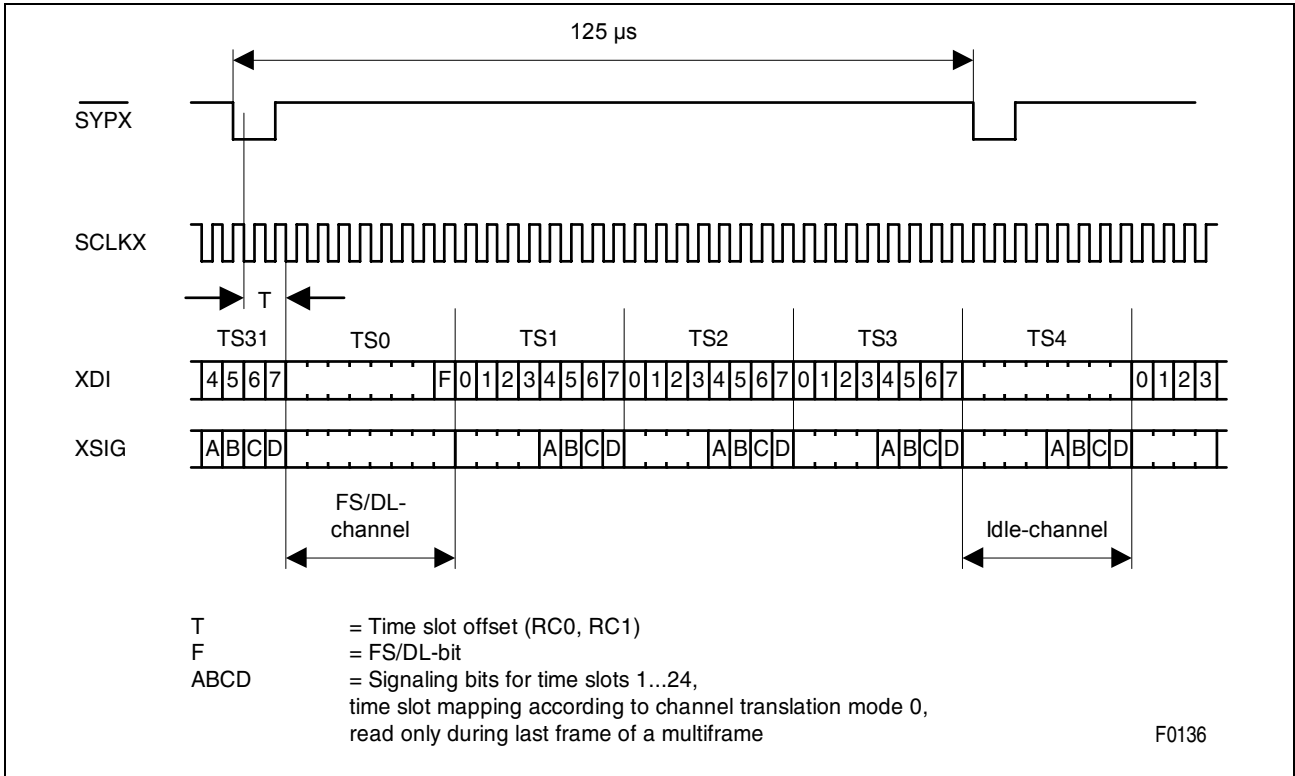 125 µs
SYPX
SCLKX
T
TS31 TS0 TS1 TS2 TS3 TS4
XDI 4 5 6 7 F 0 1 2 3 4 5 6 7 0 1 2 3 4 5 6 7 0 1 2 3 4 5 6 7 0 1 2 3
XSIG A B C D A B C D A B C D A B C D A B C D
FS/DL-
channel
Idle-channel
T = Time slot offset (RC0, RC1)
F = FS/DL-bit
ABCD = Signaling bits for time slots 1...24,
time slot mapping according to channel translation mode 0,
read only during last frame of a multiframe
F0136